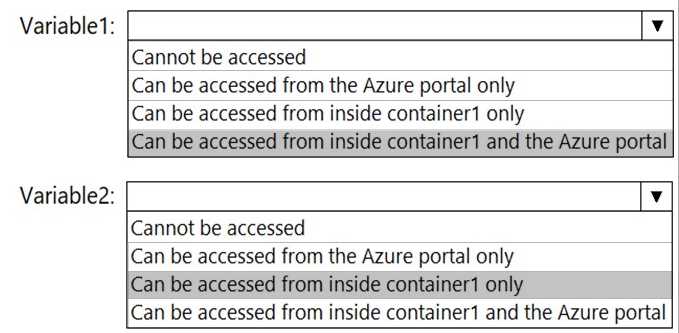 Variable1:
Cannot be accessed
Can be accessed from the Azure portal only
Can be accessed from inside container1 only
Can be accessed from inside container1 and the Azure portal
Variable2:
Cannot be accessed
Can be accessed from the Azure portal only
Can be accessed from inside container1 only
Can be accessed from inside container1 and the Azure portal